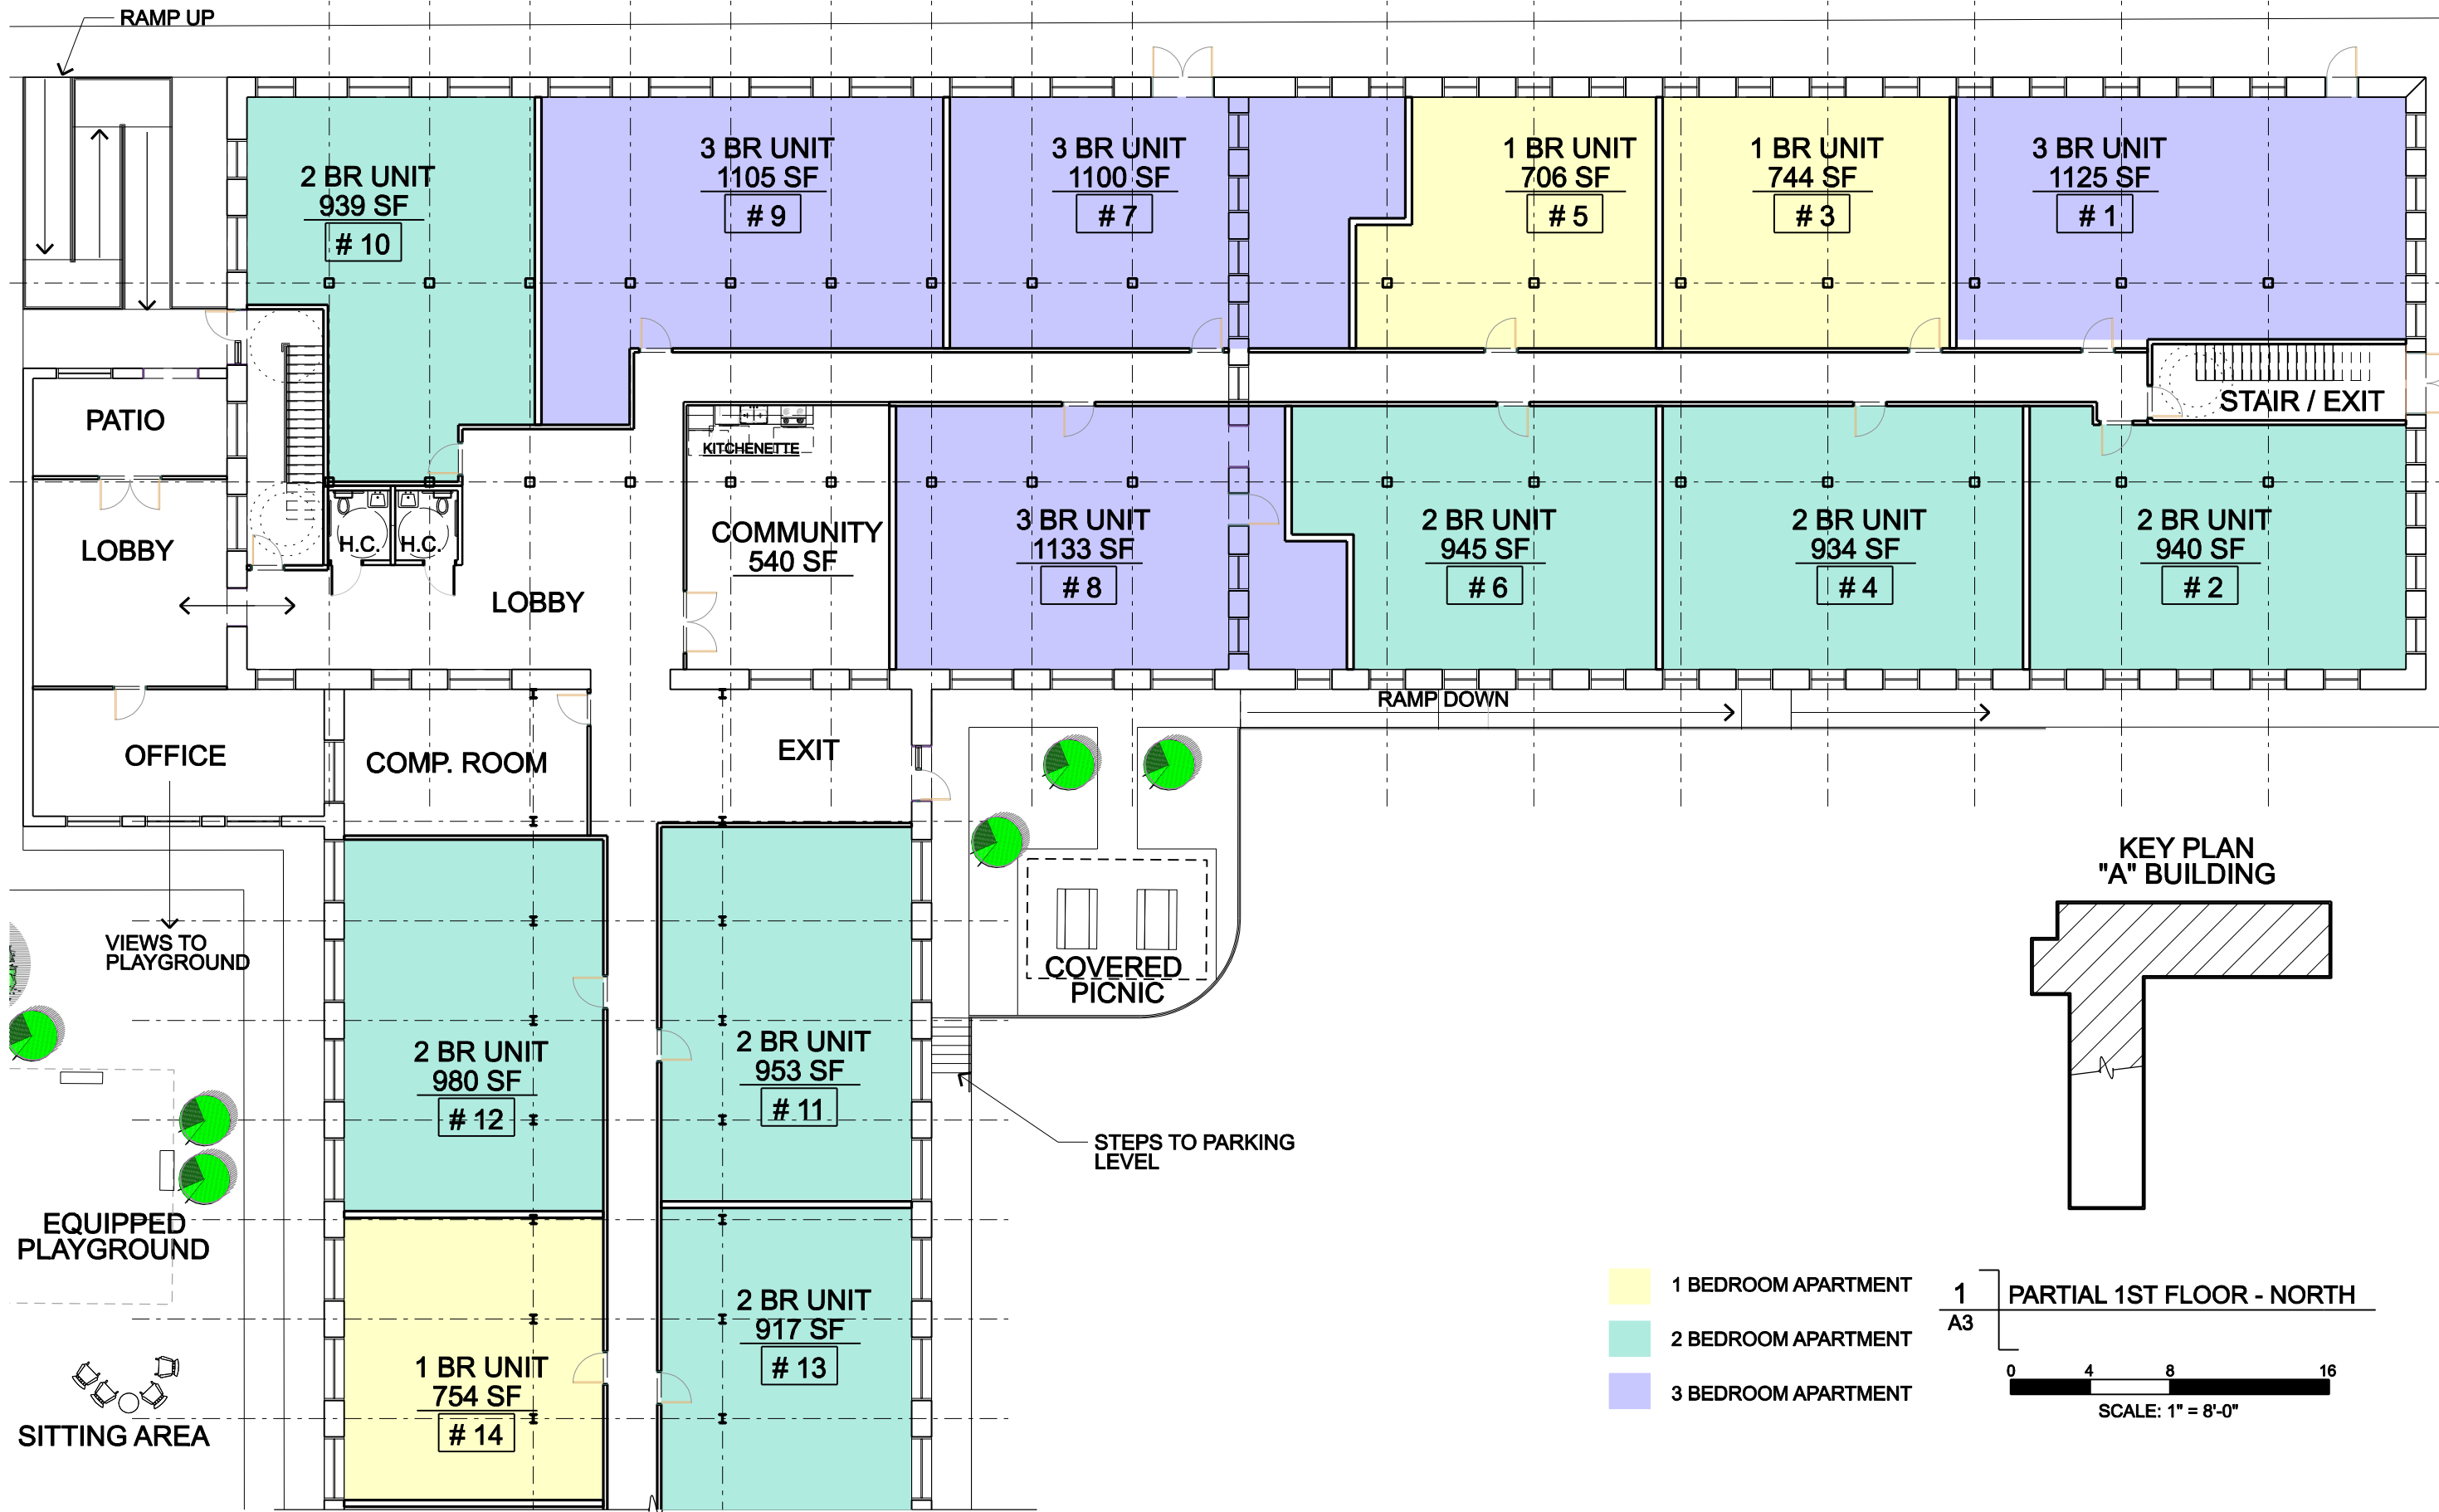 RAMP UP
2 BR UNIT
939 SF
# 10
3 BR UNIT
1105 SF
# 9
3 BR UNIT
1100 SF
# 7
1 BR UNIT
706 SF
# 5
1 BR UNIT
744 SF
# 3
3 BR UNIT
1125 SF
# 1
PATIO
LOBBY
H.C.
H.C.
LOBBY
KITCHENETTE
COMMUNITY
540 SF
3 BR UNIT
1133 SF
# 8
2 BR UNIT
945 SF
# 6
2 BR UNIT
934 SF
# 4
2 BR UNIT
940 SF
# 2
STAIR / EXIT
RAMP DOWN
OFFICE
COMP. ROOM
EXIT
VIEWS TO
PLAYGROUND
COVERED
PICNIC
KEY PLAN
"A" BUILDING
2 BR UNIT
980 SF
# 12
2 BR UNIT
953 SF
# 11
STEPS TO PARKING
LEVEL
EQUIPPED
PLAYGROUND
1 BR UNIT
754 SF
# 14
2 BR UNIT
917 SF
# 13
SITTING AREA
1 BEDROOM APARTMENT
2 BEDROOM APARTMENT
3 BEDROOM APARTMENT
1
A3
PARTIAL 1ST FLOOR - NORTH
0 4 8 16
SCALE: 1" = 8'-0"